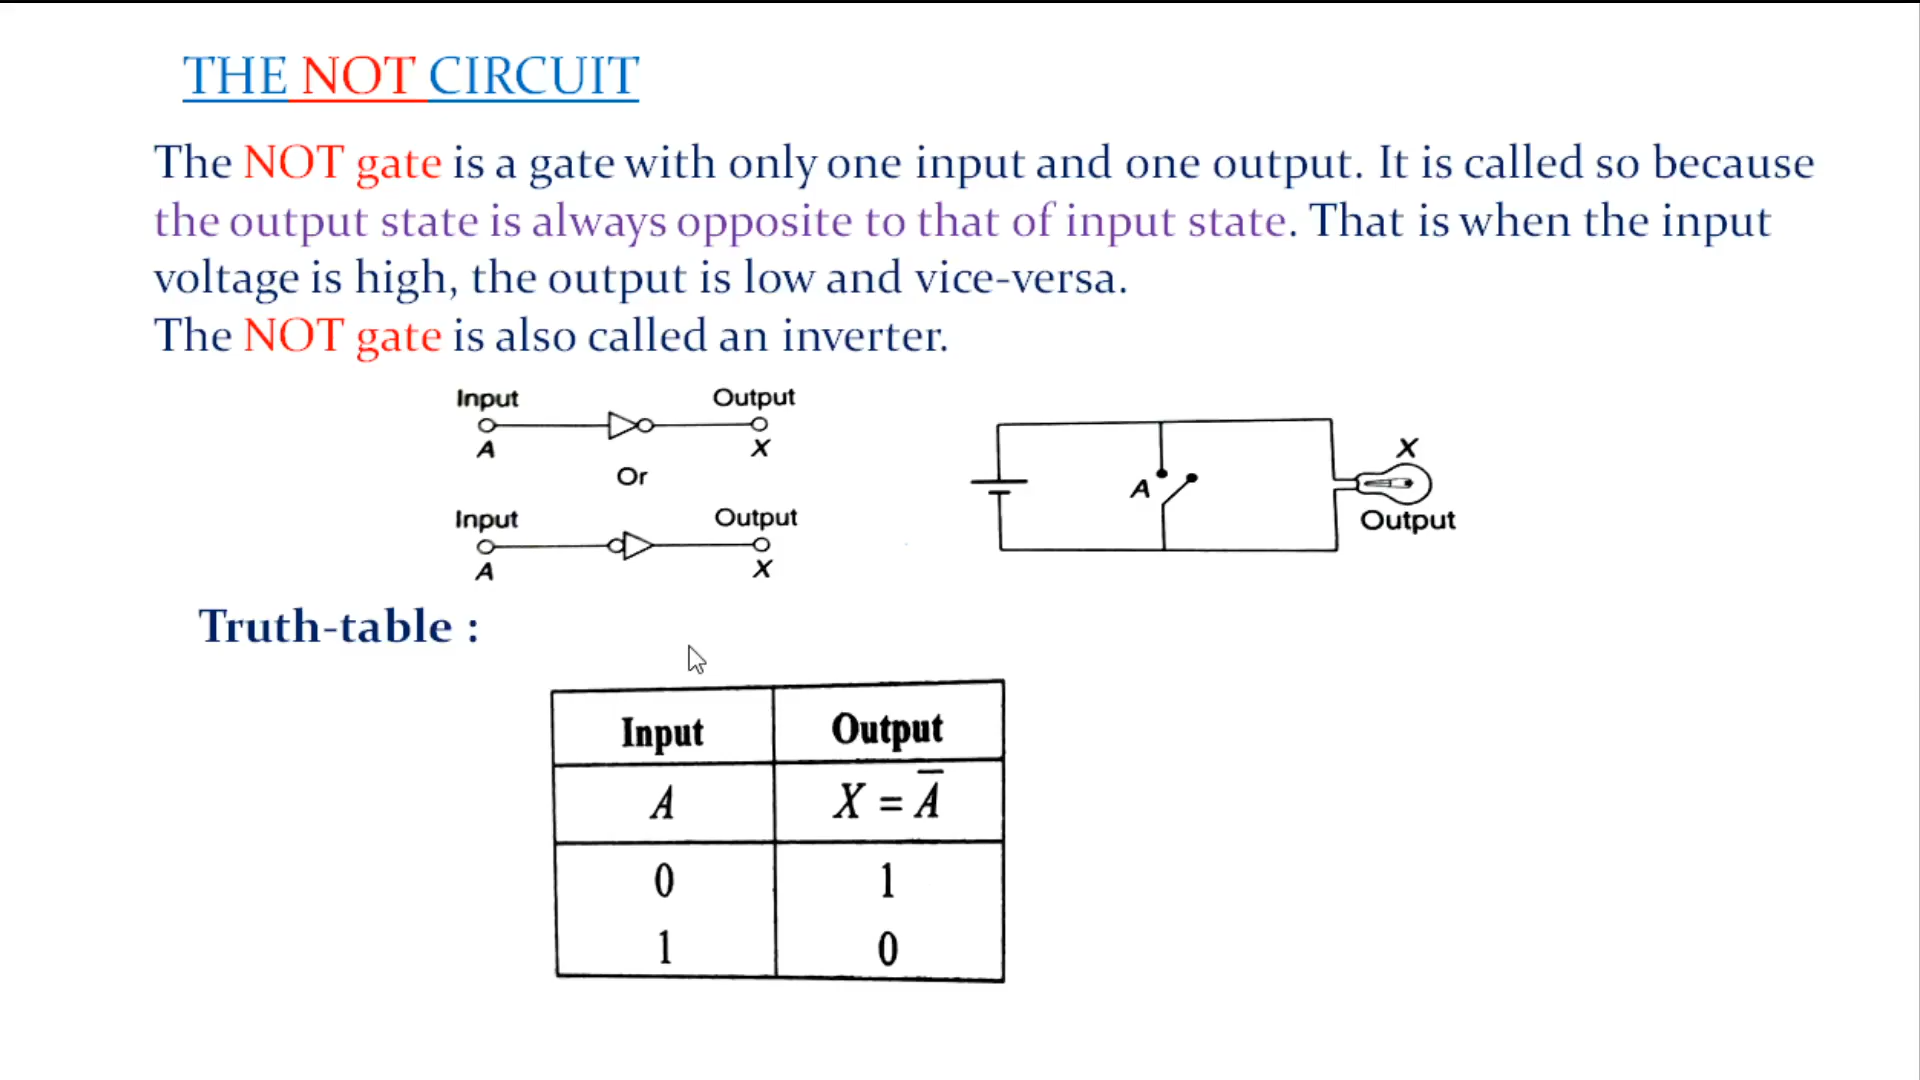 THE NOT CIRCUIT
The NOT gate is a gate with only one input and one output. It is called so because
the output state is always opposite to that of input state. That is when the input
voltage is high, the output is low and vice-versa.
The NOT gate is also called an inverter.
Input Output
A X
Or
Input Output
A X
X
A
Output
Truth-table :
Input Output
A X = A̅
0 1
1 0